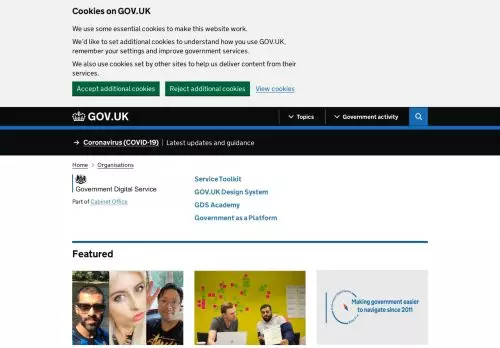 Cookies on GOV.UK
We use some essential cookies to make this website work.
We'd like to set additional cookies to understand how you use GOV.UK,
remember your settings and improve government services.
We also use cookies set by other sites to help us deliver content from their
services.
Accept additional cookies
Reject additional cookies
View cookies
GOV.UK
Topics
Government activity
Coronavirus (COVID-19)
Latest updates and guidance
Home
Organisations
Government Digital Service
Part of Cabinet Office
Service Toolkit
GOV.UK Design System
GDS Academy
Government as a Platform
Featured
Making government easier
to navigate since 2011